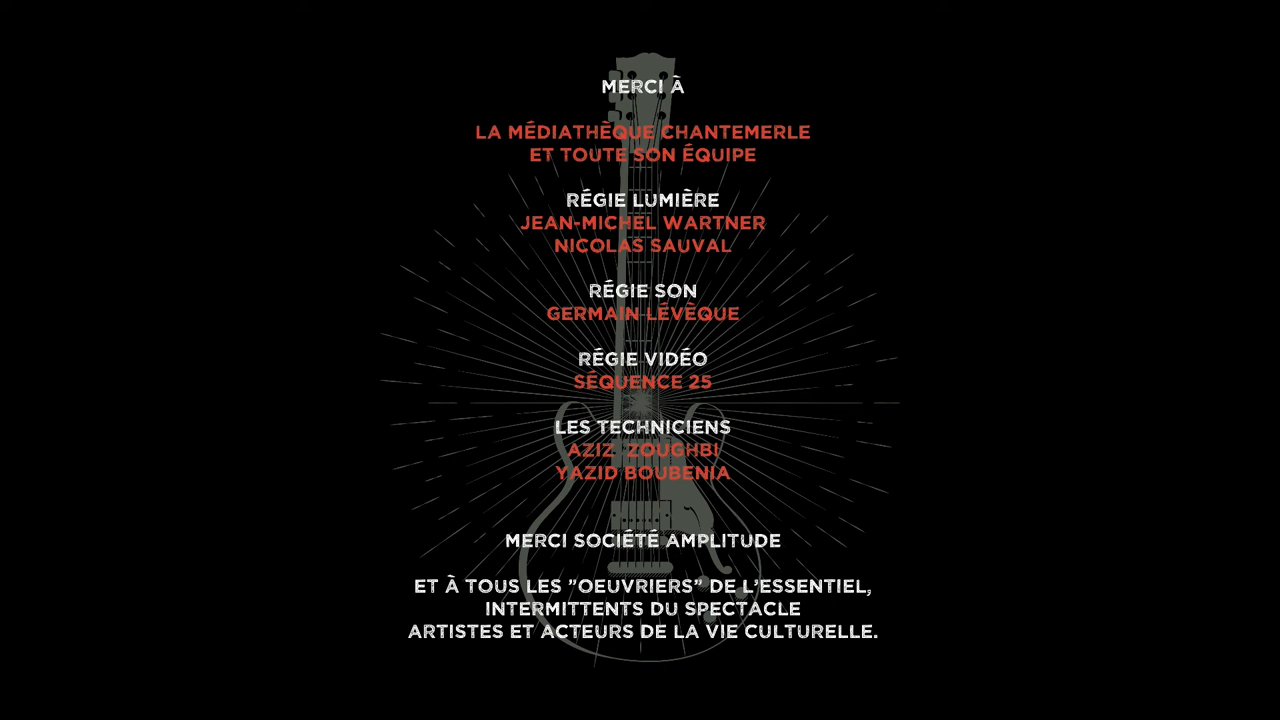 MERCI À
LA MÉDIATHÈQUE CHANTEMERLE
ET TOUTE SON ÉQUIPE
RÉGIE LUMIÈRE
JEAN-MICHEL WARTNER
NICOLAS SAUVAL
RÉGIE SON
GERMAIN LÉVÈQUE
RÉGIE VIDÉO
SÉQUENCE 25
LES TECHNICIENS
AZIZ ZOUGHBI
YAZID BOUBENIA
MERCI SOCIÉTÉ AMPLITUDE
ET À TOUS LES ”OEUVRIERS” DE L’ESSENTIEL,
INTERMITTENTS DU SPECTACLE
ARTISTES ET ACTEURS DE LA VIE CULTURELLE.